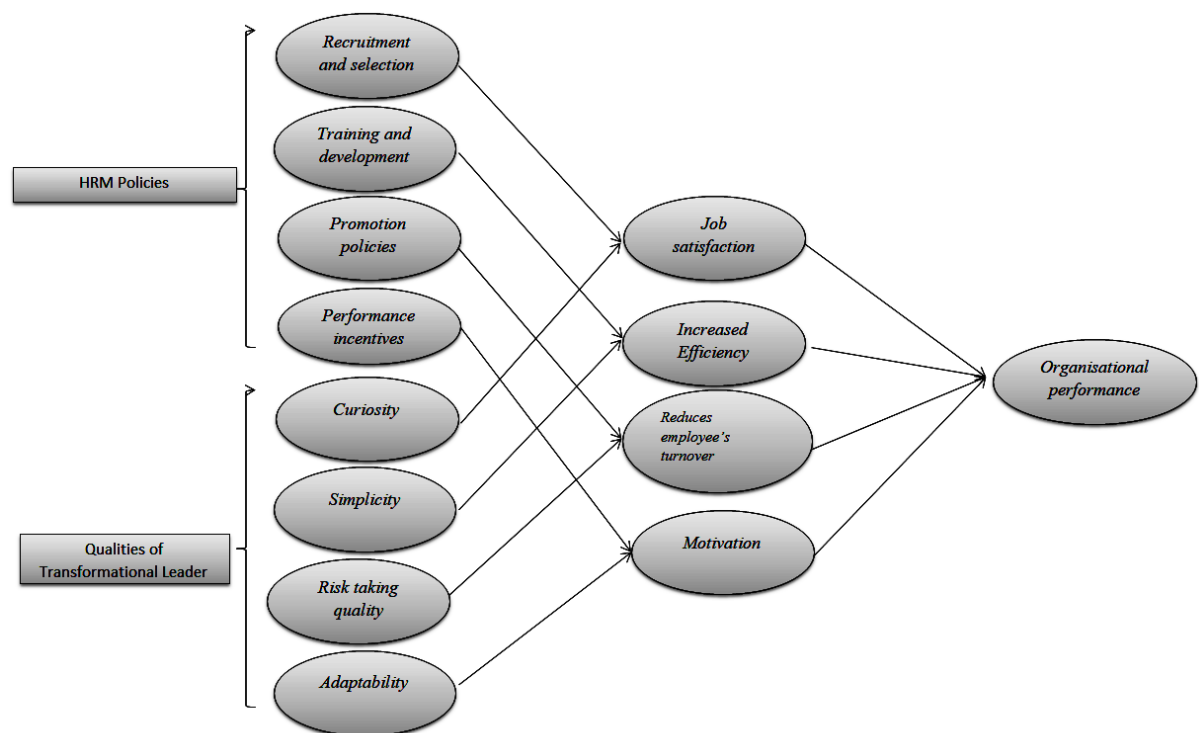 Recruitment
and selection
Training and
development
HRM Policies
Promotion
policies
Performance
incentives
Curiosity
Simplicity
Qualities of
Transformational Leader
Risk taking
quality
Adaptability
Job
satisfaction
Increased
Efficiency
Reduces
employee’s
turnover
Motivation
Organisational
performance